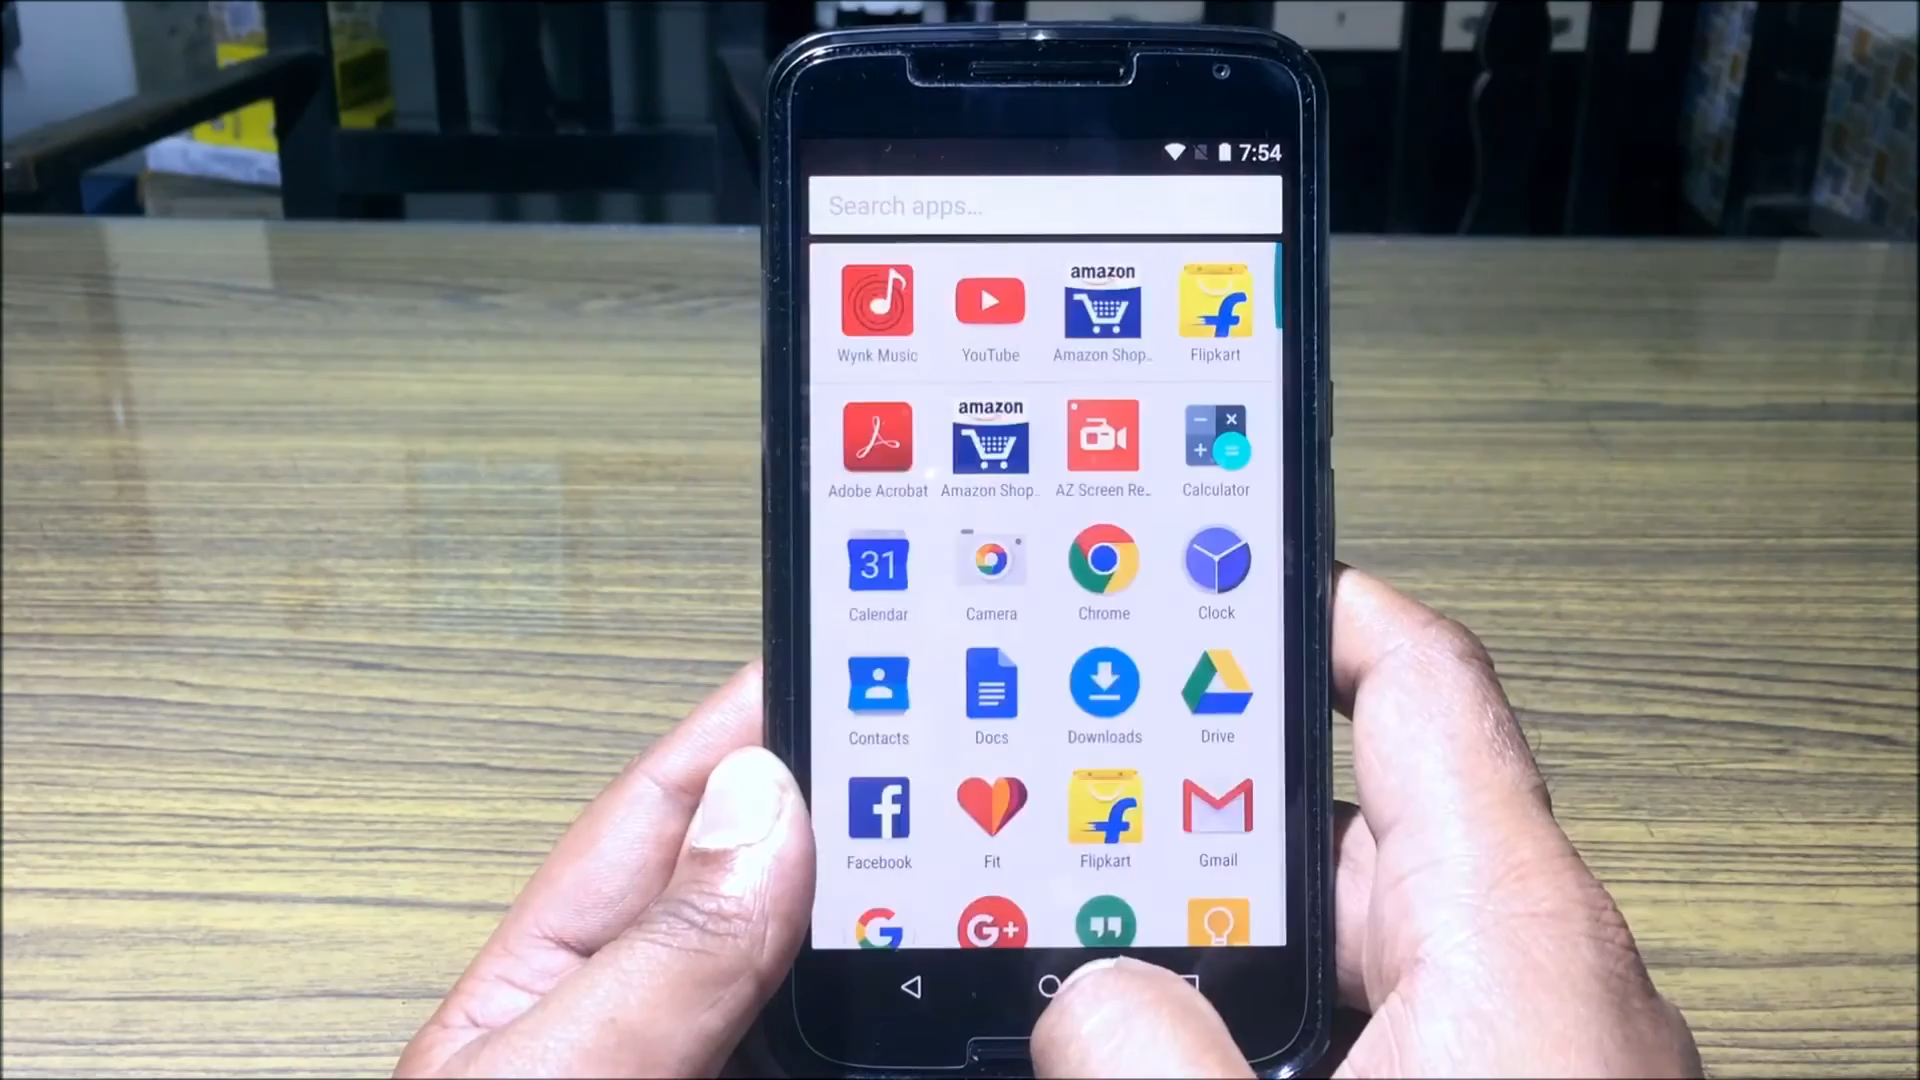 7:54
Search apps...
amazon
Wynk Music YouTube Amazon Shop.. Flipkart
amazon
Adobe Acrobat Amazon Shop.. AZ Screen Re.. Calculator
31
Calendar Camera Chrome Clock
Contacts Docs Downloads Drive
Facebook Fit Flipkart Gmail
G G+